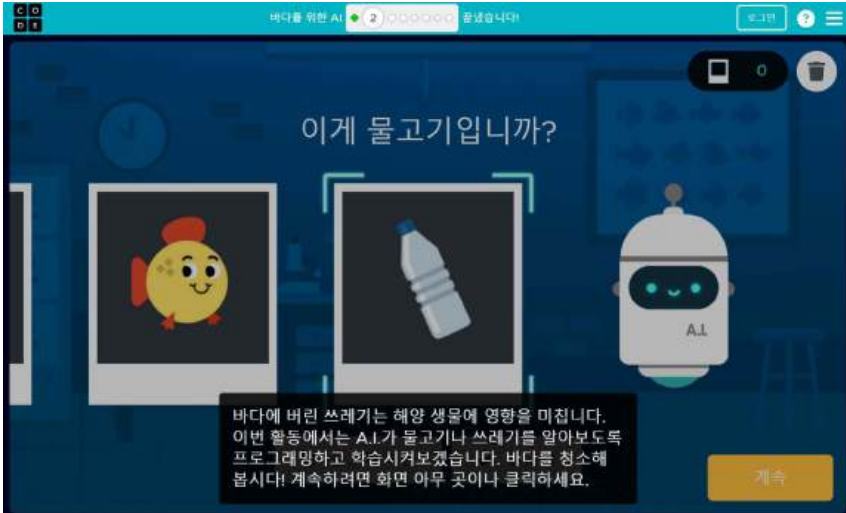 C O
D E
바다를 위한 AI
2
끝냈습니다!
로그인
?
0
이게 물고기입니까?
A.I.
바다에 버린 쓰레기는 해양 생물에 영향을 미칩니다.
이번 활동에서는 A.I.가 물고기나 쓰레기를 알아보도록
프로그래밍하고 학습시켜보겠습니다. 바다를 청소해
봅시다! 계속하려면 화면 아무 곳이나 클릭하세요.
계속